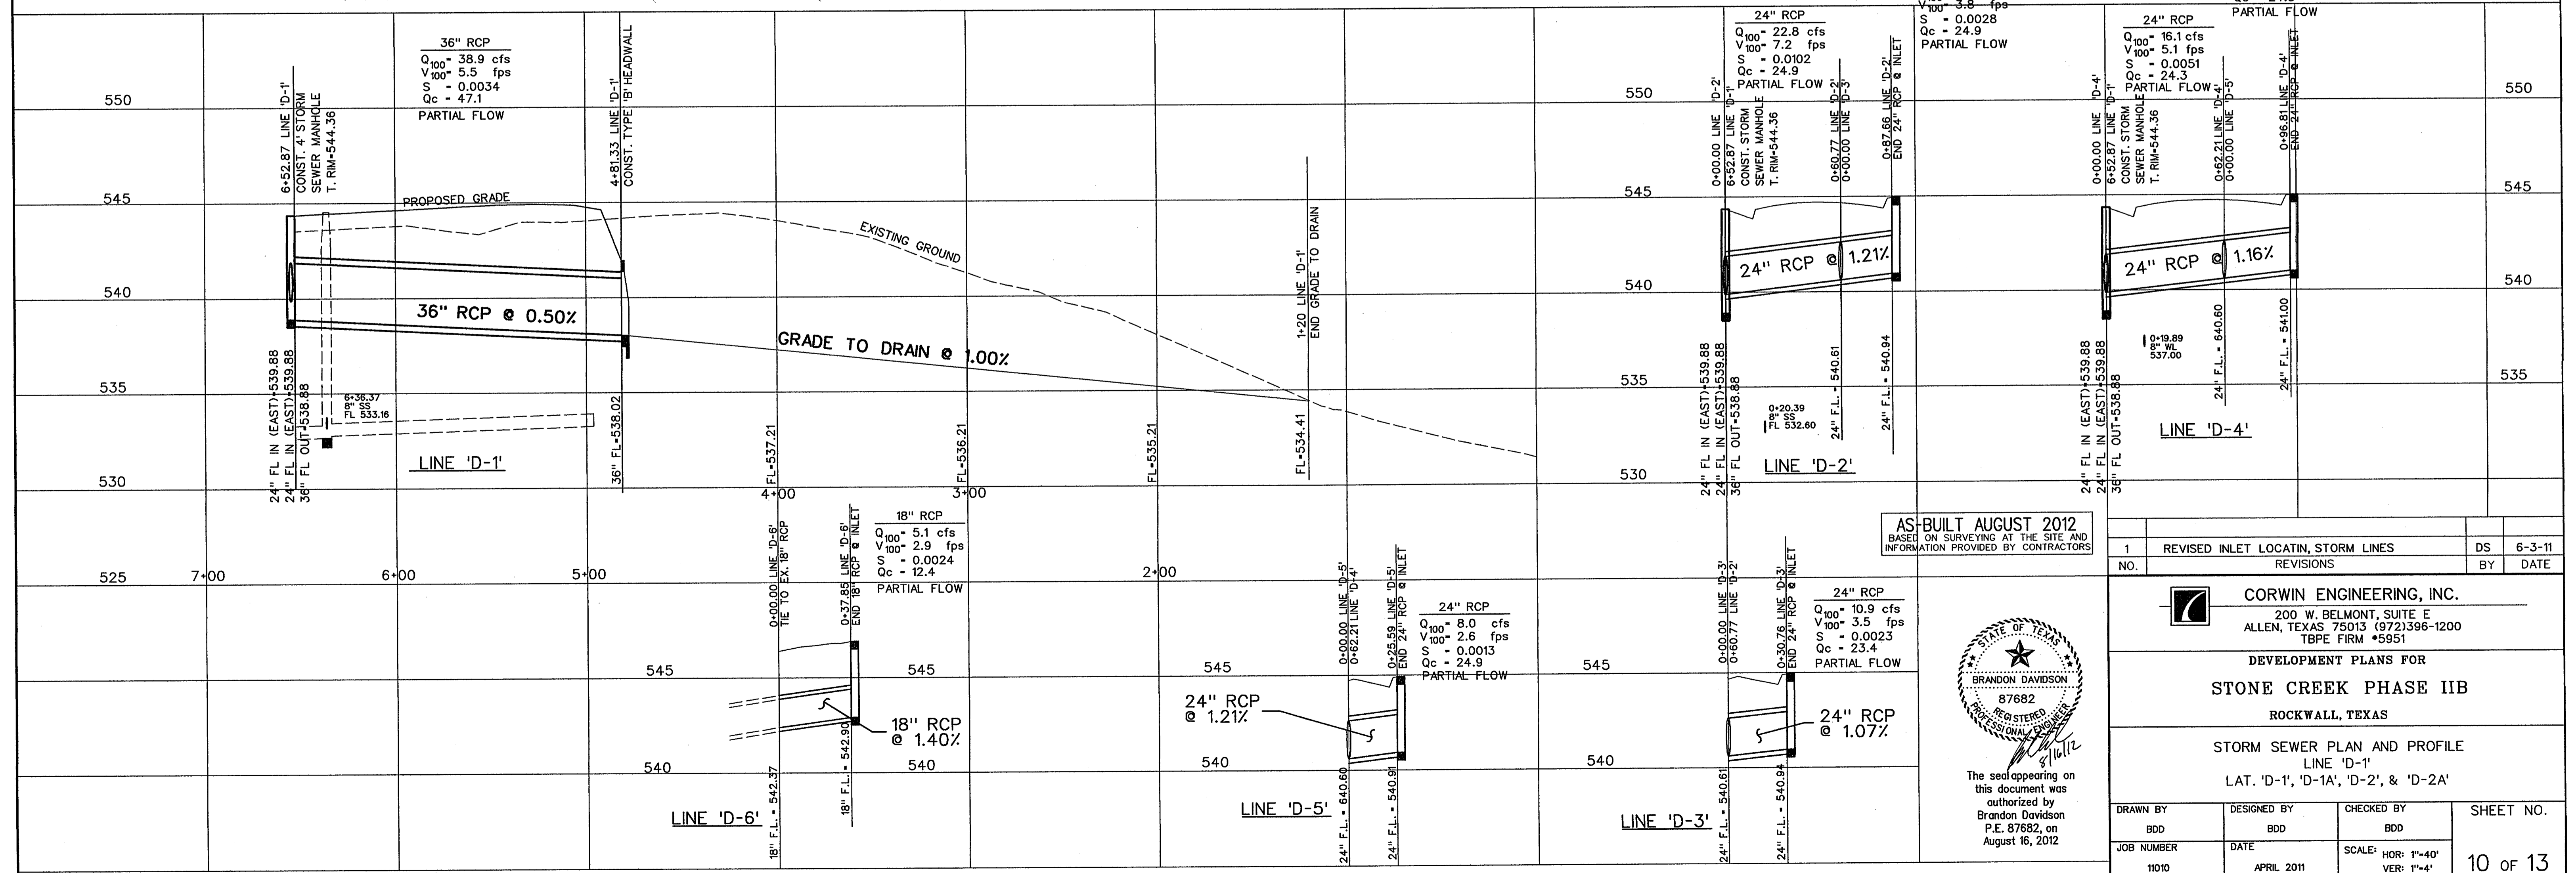 36" RCP
Q100= 38.9 cfs
V100= 5.5 fps
S = 0.0034
Qc = 47.1
PARTIAL FLOW
24" RCP
Q100= 22.8 cfs
V100= 7.2 fps
S = 0.0102
Qc = 24.9
PARTIAL FLOW
V100= 3.8 fps
S = 0.0028
Qc = 24.9
PARTIAL FLOW
24" RCP
Q100= 16.1 cfs
V100= 5.1 fps
S = 0.0051
Qc = 24.3
PARTIAL FLOW
PARTIAL FLOW
550
550
550
545
545
545
540
540
540
535
535
535
530
530
525
6+52.87 LINE 'D-1'
CONST. 4' STORM
SEWER MANHOLE
T. RIM=544.36
4+81.33 LINE 'D-1'
CONST. TYPE 'B' HEADWALL
PROPOSED GRADE
EXISTING GROUND
36" RCP @ 0.50%
GRADE TO DRAIN @ 1.00%
1+20 LINE 'D-1'
END GRADE TO DRAIN
24" FL IN (EAST)=539.88
24" FL IN (EAST)=539.88
36" FL OUT=538.88
6+36.37
8" SS
FL 533.16
LINE 'D-1'
36" FL=538.02
FL=537.21
FL=536.21
FL=535.21
FL=534.41
7+00
6+00
5+00
4+00
3+00
2+00
0+00.00 LINE 'D-2'
6+52.87 LINE 'D-1'
CONST. STORM
SEWER MANHOLE
T. RIM=544.36
0+60.77 LINE 'D-2'
0+00.00 LINE 'D-3'
0+87.66 LINE 'D-2'
END 24" RCP @ INLET
24" RCP @ 1.21%
24" FL IN (EAST)=539.88
24" FL IN (EAST)=539.88
36" FL OUT=538.88
0+20.39
8" SS
FL 532.60
24" F.L. = 540.61
24" F.L. = 540.94
LINE 'D-2'
0+00.00 LINE 'D-4'
6+52.87 LINE 'D-1'
CONST. STORM
SEWER MANHOLE
T. RIM=544.36
0+62.21 LINE 'D-4'
0+00.00 LINE 'D-5'
0+96.81 LINE 'D-4'
END 24" RCP @ INLET
24" RCP @ 1.16%
24" FL IN (EAST)=539.88
24" FL IN (EAST)=539.88
36" FL OUT=538.88
0+19.89
8" WL
537.00
24" F.L. = 640.60
24" F.L. = 541.00
LINE 'D-4'
0+00.00 LINE 'D-6'
TIE TO EX. 18" RCP
0+37.85 LINE 'D-6'
END 18" RCP @ INLET
18" RCP
Q100= 5.1 cfs
V100= 2.9 fps
S = 0.0024
Qc = 12.4
PARTIAL FLOW
545
545
540
540
18" RCP
@ 1.40%
18" F.L. = 542.37
18" F.L. = 542.90
LINE 'D-6'
0+00.00 LINE 'D-5'
0+62.21 LINE 'D-4'
0+25.59 LINE 'D-5'
END 24" RCP @ INLET
24" RCP
Q100= 8.0 cfs
V100= 2.6 fps
S = 0.0013
Qc = 24.9
PARTIAL FLOW
545
540
24" RCP
@ 1.21%
24" F.L. = 640.60
24" F.L. = 540.91
LINE 'D-5'
0+00.00 LINE 'D-3'
0+60.77 LINE 'D-2'
0+30.76 LINE 'D-3'
END 24" RCP @ INLET
24" RCP
Q100= 10.9 cfs
V100= 3.5 fps
S = 0.0023
Qc = 23.4
PARTIAL FLOW
545
540
24" RCP
@ 1.07%
24" F.L. = 540.61
24" F.L. = 540.94
LINE 'D-3'
AS-BUILT AUGUST 2012
BASED ON SURVEYING AT THE SITE AND
INFORMATION PROVIDED BY CONTRACTORS
STATE OF TEXAS
BRANDON DAVIDSON
87682
REGISTERED
PROFESSIONAL ENGINEER
8/16/12
The seal appearing on
this document was
authorized by
Brandon Davidson
P.E. 87682, on
August 16, 2012
1 REVISED INLET LOCATIN, STORM LINES DS 6-3-11
NO. REVISIONS BY DATE
CORWIN ENGINEERING, INC.
200 W. BELMONT, SUITE E
ALLEN, TEXAS 75013 (972)396-1200
TBPE FIRM #5951
DEVELOPMENT PLANS FOR
STONE CREEK PHASE IIB
ROCKWALL, TEXAS
STORM SEWER PLAN AND PROFILE
LINE 'D-1'
LAT. 'D-1', 'D-1A', 'D-2', & 'D-2A'
DRAWN BY DESIGNED BY CHECKED BY SHEET NO.
BDD BDD BDD
JOB NUMBER DATE SCALE: HOR: 1"=40'
11010 APRIL 2011 VER: 1"=4' 10 OF 13